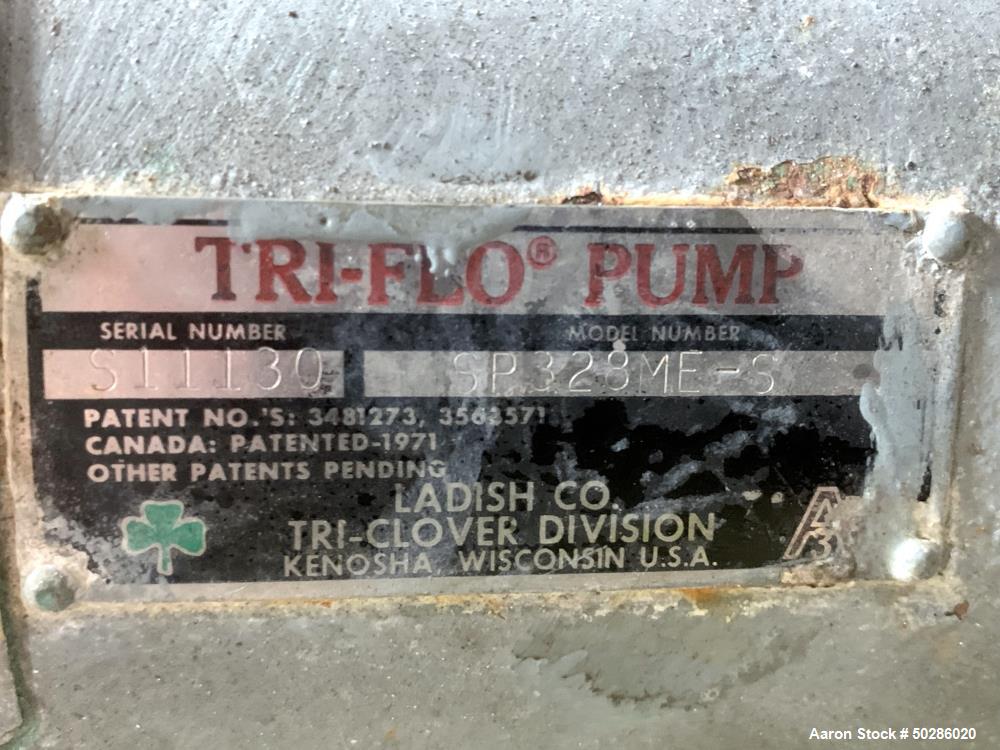 TRI-FLO® PUMP
SERIAL NUMBER MODEL NUMBER
S11130 SP328ME-S
PATENT NO.'S: 3481273, 3563571
CANADA: PATENTED-1971
OTHER PATENTS PENDING
LADISH CO.
TRI-CLOVER DIVISION
KENOSHA, WISCONSIN U.S.A.
Aaron Stock # 50286020